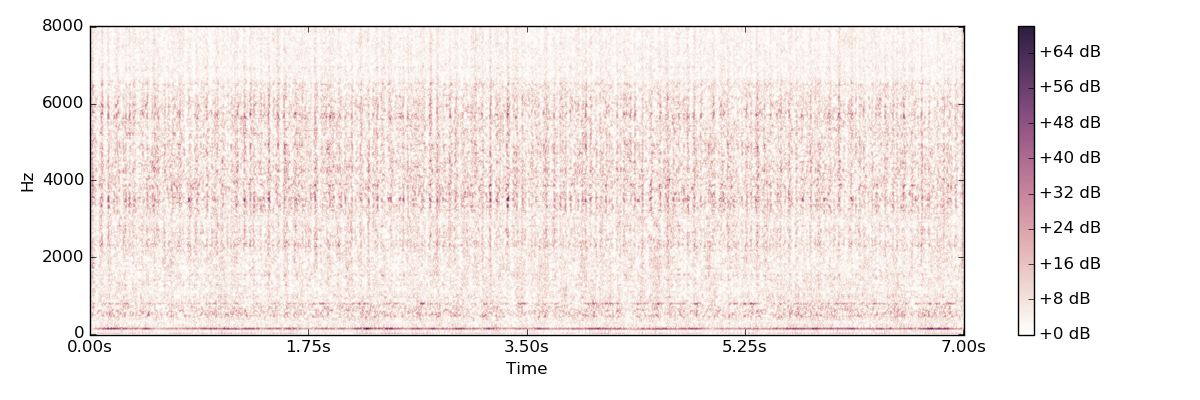 8000
6000
4000
2000
0
Hz
0.00s 1.75s 3.50s 5.25s 7.00s
Time
+64 dB
+56 dB
+48 dB
+40 dB
+32 dB
+24 dB
+16 dB
+8 dB
+0 dB